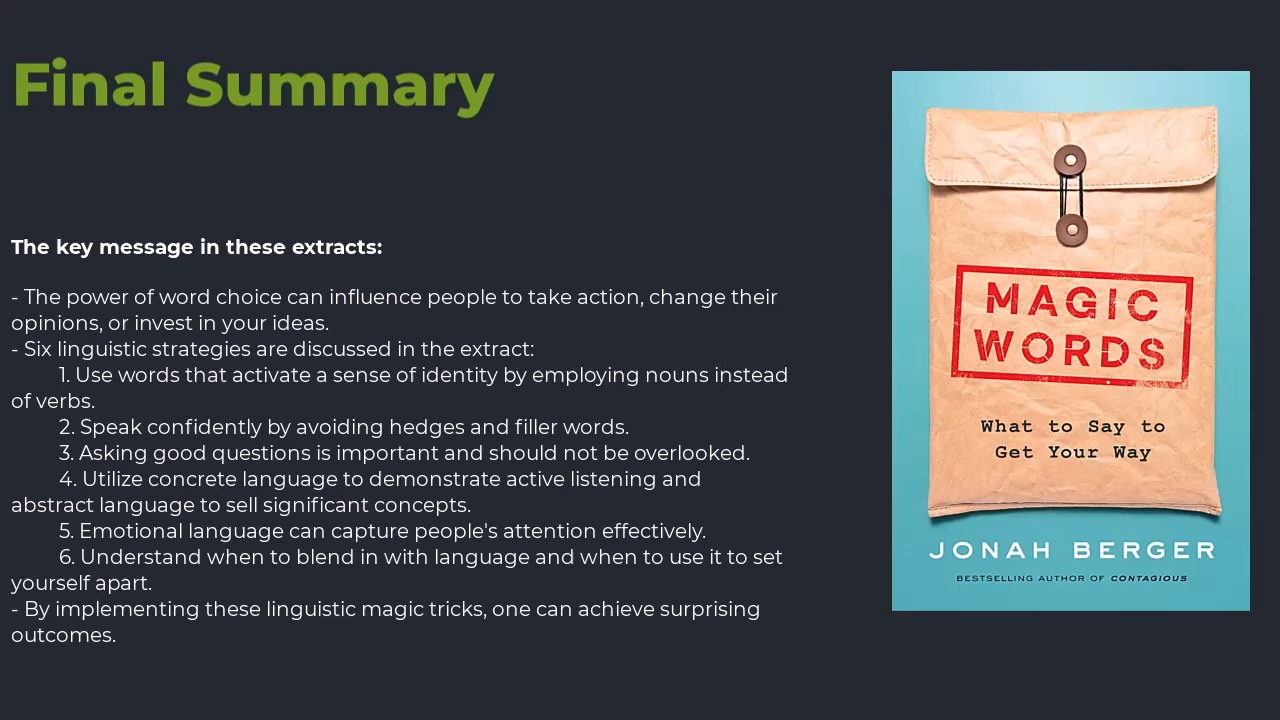 Final Summary
The key message in these extracts:
- The power of word choice can influence people to take action, change their
opinions, or invest in your ideas.
- Six linguistic strategies are discussed in the extract:
1. Use words that activate a sense of identity by employing nouns instead
of verbs.
2. Speak confidently by avoiding hedges and filler words.
3. Asking good questions is important and should not be overlooked.
4. Utilize concrete language to demonstrate active listening and
abstract language to sell significant concepts.
5. Emotional language can capture people's attention effectively.
6. Understand when to blend in with language and when to use it to set
yourself apart.
- By implementing these linguistic magic tricks, one can achieve surprising
outcomes.
MAGIC
WORDS
What to Say to
Get Your Way
JONAH BERGER
BESTSELLING AUTHOR OF CONTAGIOUS